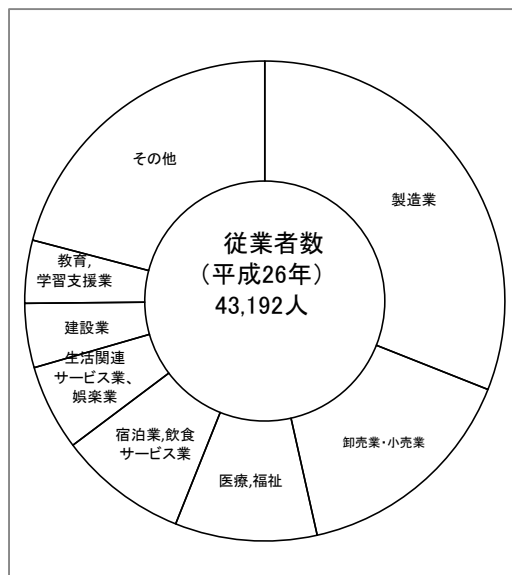 従業者数
（平成26年）
43,192人
製造業
卸売業・小売業
医療,福祉
宿泊業,飲食
サービス業
生活関連
サービス業、
娯楽業
建設業
教育,
学習支援業
その他